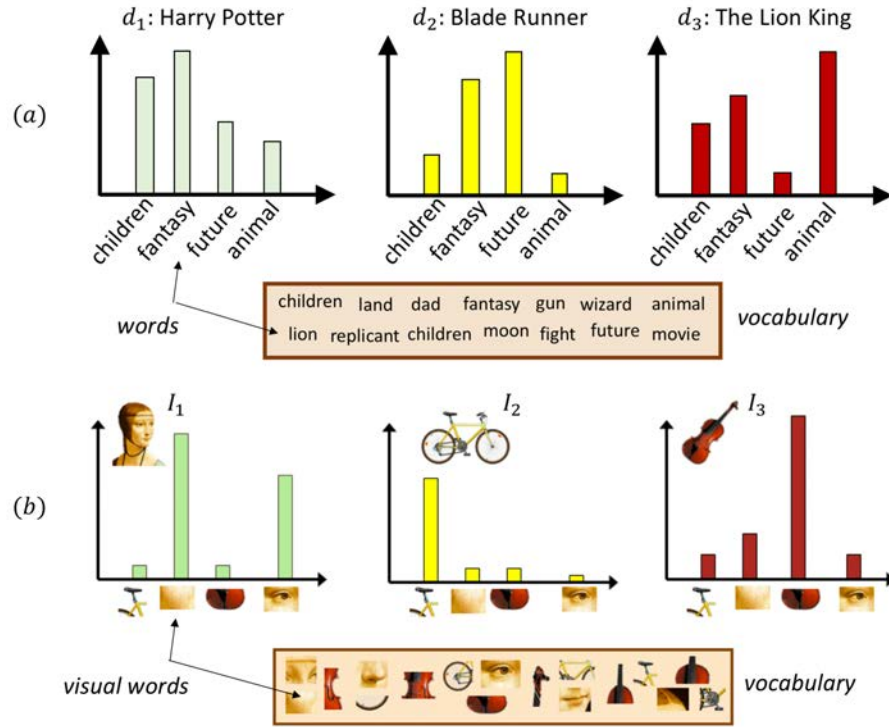 d₁: Harry Potter
d₂: Blade Runner
d₃: The Lion King
(a)
children fantasy future animal
children fantasy future animal
children fantasy future animal
words
children land dad fantasy gun wizard animal
lion replicant children moon fight future movie
vocabulary
I₁
I₂
I₃
(b)
visual words
vocabulary